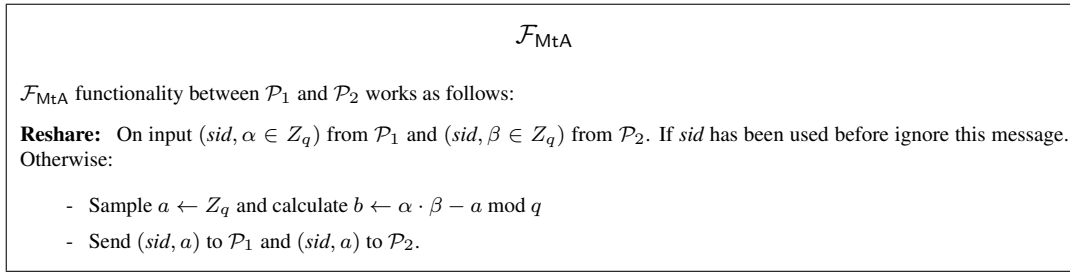 F_MtA
F_MtA functionality between P_1 and P_2 works as follows:
Reshare: On input (sid, α ∈ Z_q) from P_1 and (sid, β ∈ Z_q) from P_2. If sid has been used before ignore this message.
Otherwise:
- Sample a ← Z_q and calculate b ← α · β − a mod q
- Send (sid, a) to P_1 and (sid, a) to P_2.